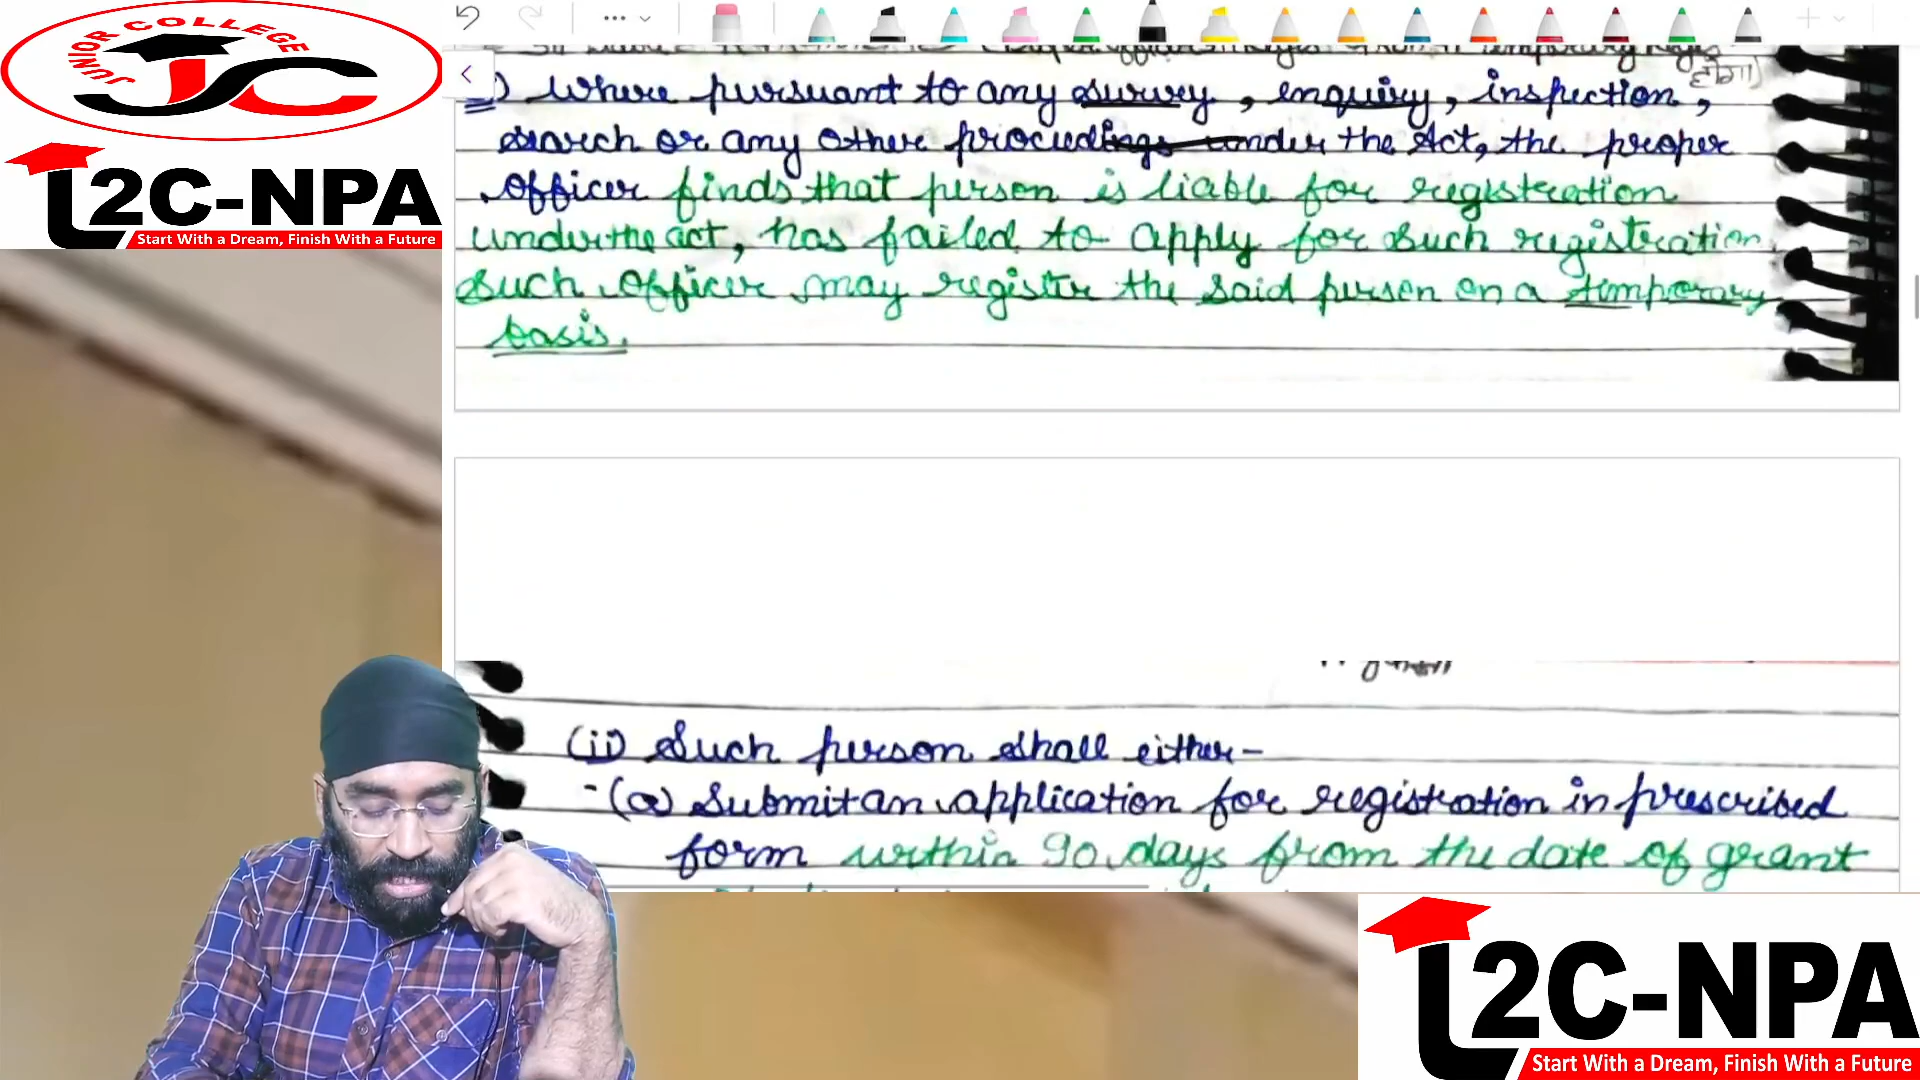 JUNIOR COLLEGE
JC
L2C-NPA
Start With a Dream, Finish With a Future
Where pursuant to any survey, enquiry, inspection,
search or any other proceedings under the Act, the proper
officer finds that person is liable for registration
under the act, has failed to apply for such registration
such officer may register the said person on a temporary
basis.
(ii) Such person shall either-
-(a) Submit an application for registration in prescribed
form within 90 days from the date of grant
L2C-NPA
Start With a Dream, Finish With a Future